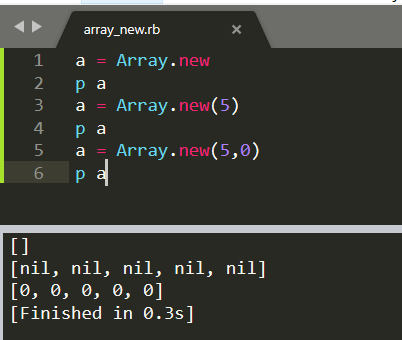 array_new.rb
1 a = Array.new
2 p a
3 a = Array.new(5)
4 p a
5 a = Array.new(5,0)
6 p a
[]
[nil, nil, nil, nil, nil]
[0, 0, 0, 0, 0]
[Finished in 0.3s]